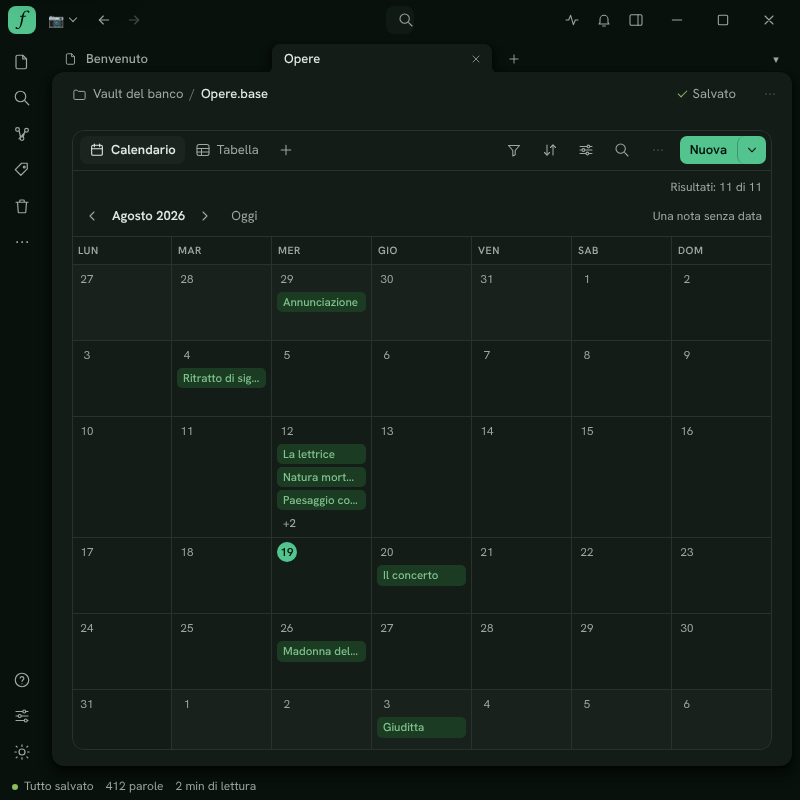 f
Benvenuto
Opere
Vault del banco / Opere.base
Salvato
Calendario
Tabella
Nuova
Risultati: 11 di 11
Agosto 2026
Oggi
Una nota senza data
LUN MAR MER GIO VEN SAB DOM
27 28 29 30 31 1 2
Annunciazione
3 4 5 6 7 8 9
Ritratto di sig…
10 11 12 13 14 15 16
La lettrice
Natura mort…
Paesaggio co…
+2
17 18 19 20 21 22 23
Il concerto
24 25 26 27 28 29 30
Madonna del…
31 1 2 3 4 5 6
Giuditta
Tutto salvato 412 parole 2 min di lettura